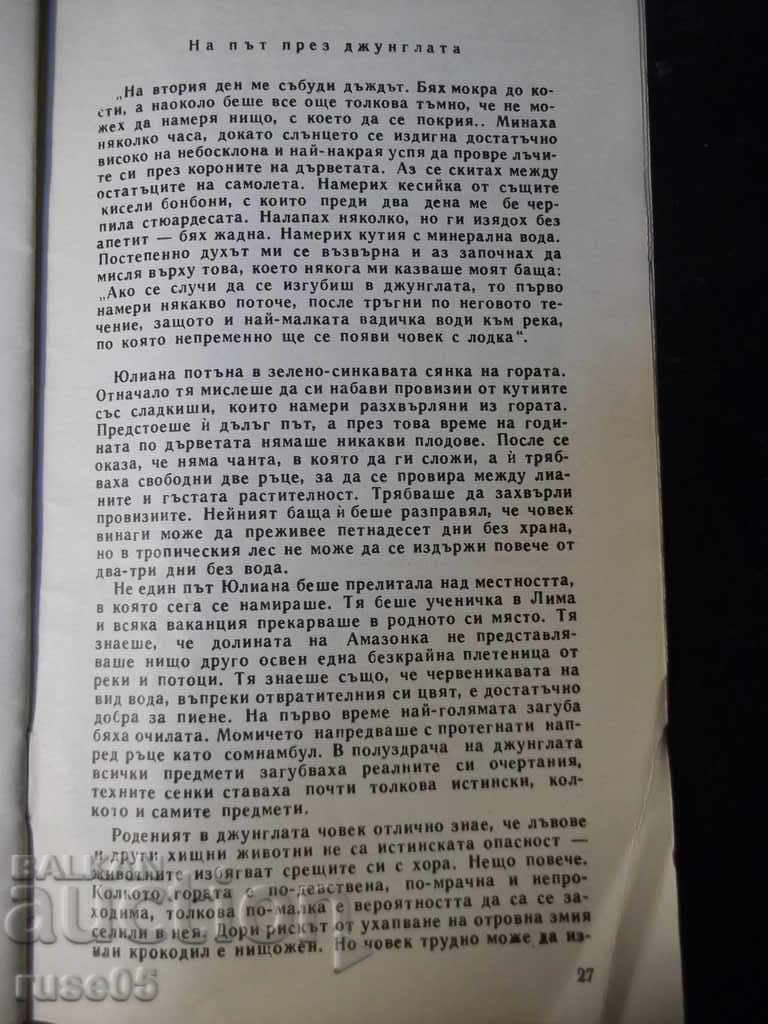 На път през джунглата
„На втория ден ме събуди дъждът. Бях мокра до ко-
сти, а наоколо беше все още толкова тъмно, че не мо-
жех да намеря нищо, с което да се покрия.. Минаха
няколко часа, докато слънцето се издигна достатъчно
високо на небосклона и най-накрая успя да провре лъчи-
те си през короните на дърветата. Аз се скитах между
остатъците на самолета. Намерих кесийка от същите
кисели бонбони, с които преди два дена ме бе чер-
пила стюардесата. Налапах няколко, но ги изядох без
апетит — бях жадна. Намерих кутия с минерална вода.
Постепенно духът ми се възвърна и аз започнах да
мисля върху това, което някога ми казваше моят баща:
„Ако се случи да се изгубиш в джунглата, то първо
намери някакво поточе, после тръгни по неговото те-
чение, защото и най-малката вадичка води към река,
по която непременно ще се появи човек с лодка“.
Юлиана потъна в зелено-синкавата сянка на гората.
Отначало тя мислеше да си набави провизии от кутиите
със сладкиши, които намери разхвърляни из гората.
Предстоеше ѝ дълъг път, а през това време на годи-
ната по дърветата нямаше никакви плодове. После се
оказа, че няма чанта, в която да ги сложи, а ѝ тряб-
ваха свободни две ръце, за да се провира между лиа-
ните и гъстата растителност. Трябваше да захвърли
провизиите. Нейният баща ѝ беше разправял, че човек
винаги може да преживее петнадесет дни без храна,
но в тропическия лес не може да се издържи повече от
два-три дни без вода.
Не един път Юлиана беше прелитала над местността,
в която сега се намираше. Тя беше ученичка в Лима
и всяка ваканция прекарваше в родното си място. Тя
знаеше, че долината на Амазонка не представля-
ваше нищо друго освен една безкрайна плетеница от
реки и потоци. Тя знаеше също, че червеникавата на
вид вода, въпреки отвратителния си цвят, е достатъчно
добра за пиене. На първо време най-голямата загуба
бяха очилата. Момичето напредваше с протегнати нап-
ред ръце като сомнамбул. В полуздрача на джунглата
всички предмети загубваха реалните си очертания,
техните сенки ставаха почти толкова истински, кол-
кото и самите предмети.
Роденият в джунглата човек отлично знае, че лъвове
и други хищни животни не са истинската опасност —
животните избягват срещите си с хора. Нещо повече.
Колкото гората е по-девствена, по-мрачна и непро-
ходима, толкова по-малка е вероятността да са се за-
селили в нея. Дори рискът от ухапване на отровна змия
или крокодил е нищожен. Но човек трудно може да из-
27
BALKAN
auction
ruse05